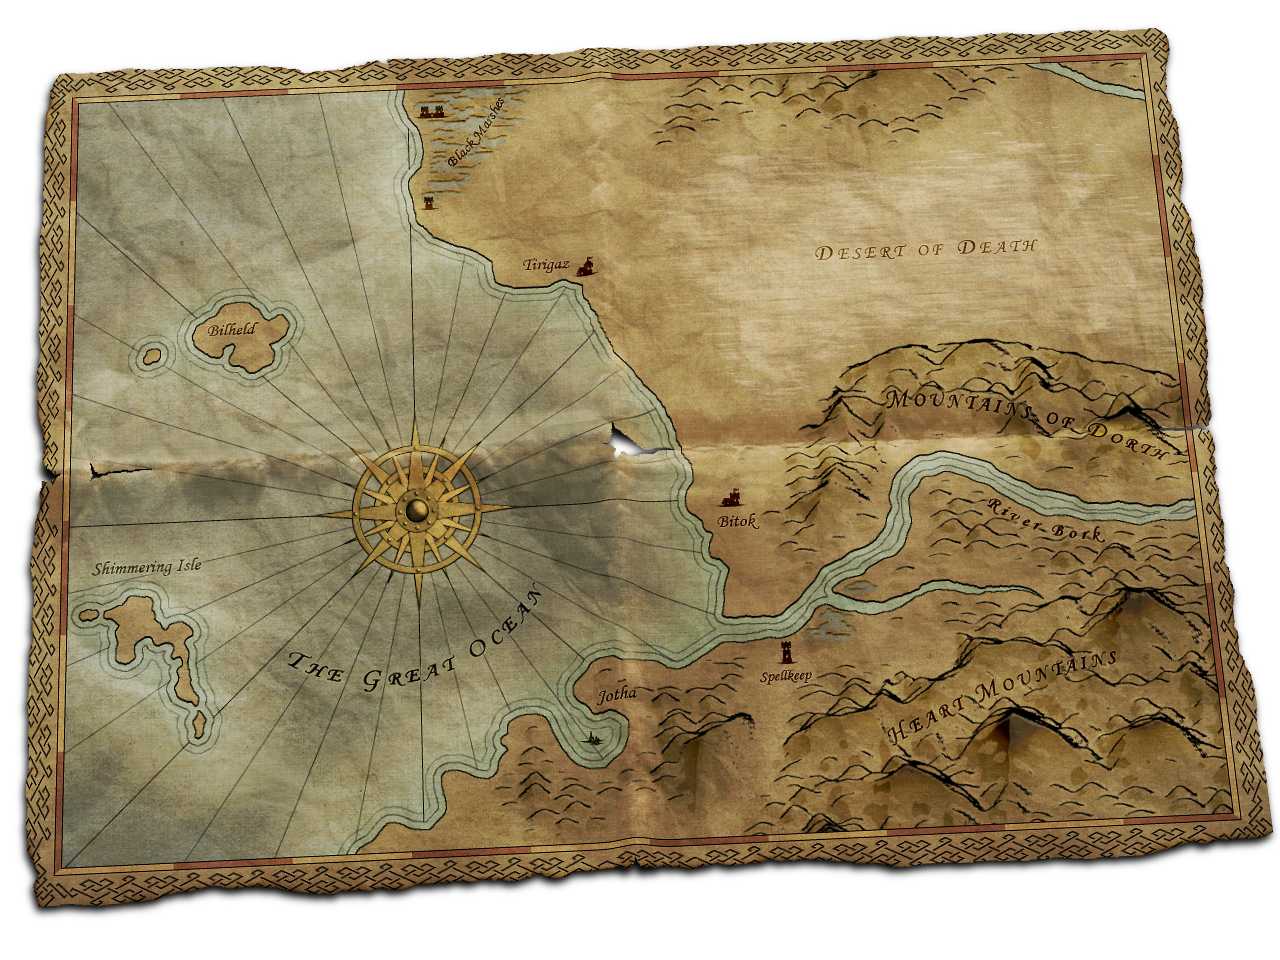 Black Marshes
Desert of Death
Tirigaz
Bilheld
Mountains of Dorth
River Bork
Bitok
Shimmering Isle
The Great Ocean
Spellkeep
Heart Mountains
Jotha